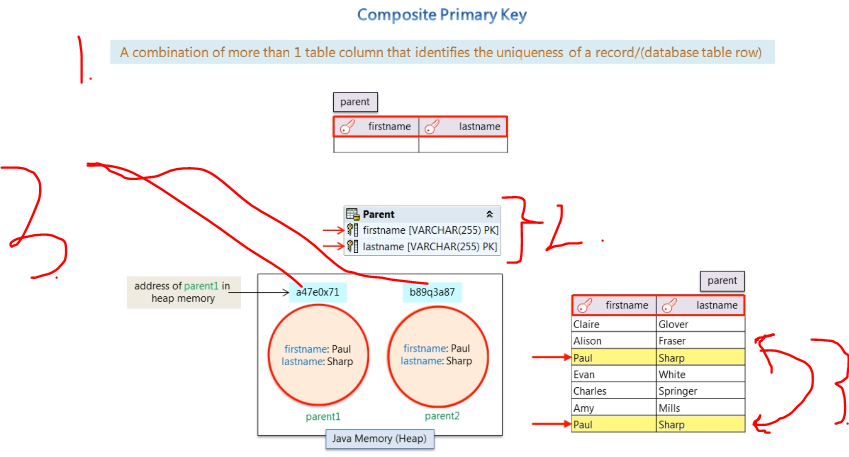 Composite Primary Key
1.
A combination of more than 1 table column that identifies the uniqueness of a record/(database table row)
parent
firstname lastname
3.
Parent
firstname [VARCHAR(255) PK]
lastname [VARCHAR(255) PK]
2.
address of parent1 in
heap memory
a47e0x71 b89q3a87
firstname: Paul
lastname: Sharp
firstname: Paul
lastname: Sharp
parent1 parent2
Java Memory (Heap)
parent
firstname lastname
Claire Glover
Alison Fraser
Paul Sharp
Evan White
Charles Springer
Amy Mills
Paul Sharp
3.